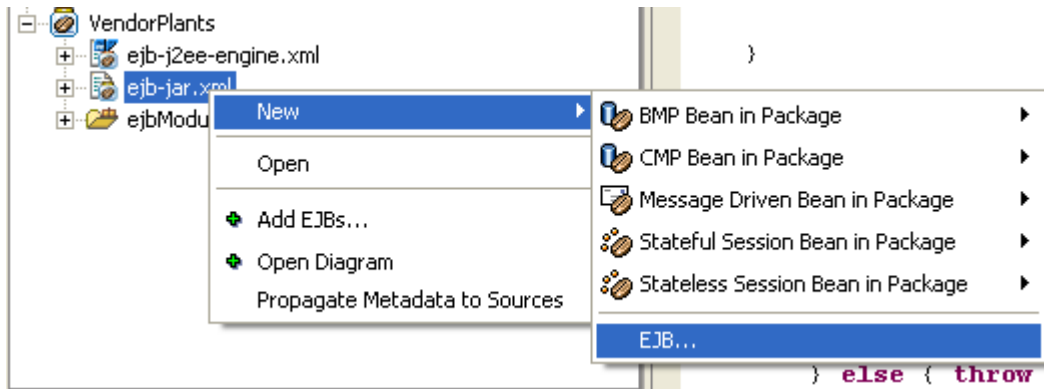 VendorPlants
ejb-j2ee-engine.xml
ejb-jar.xml
ejbModu
New
Open
Add EJBs...
Open Diagram
Propagate Metadata to Sources
BMP Bean in Package
CMP Bean in Package
Message Driven Bean in Package
Stateful Session Bean in Package
Stateless Session Bean in Package
EJB...
}
} else { throw